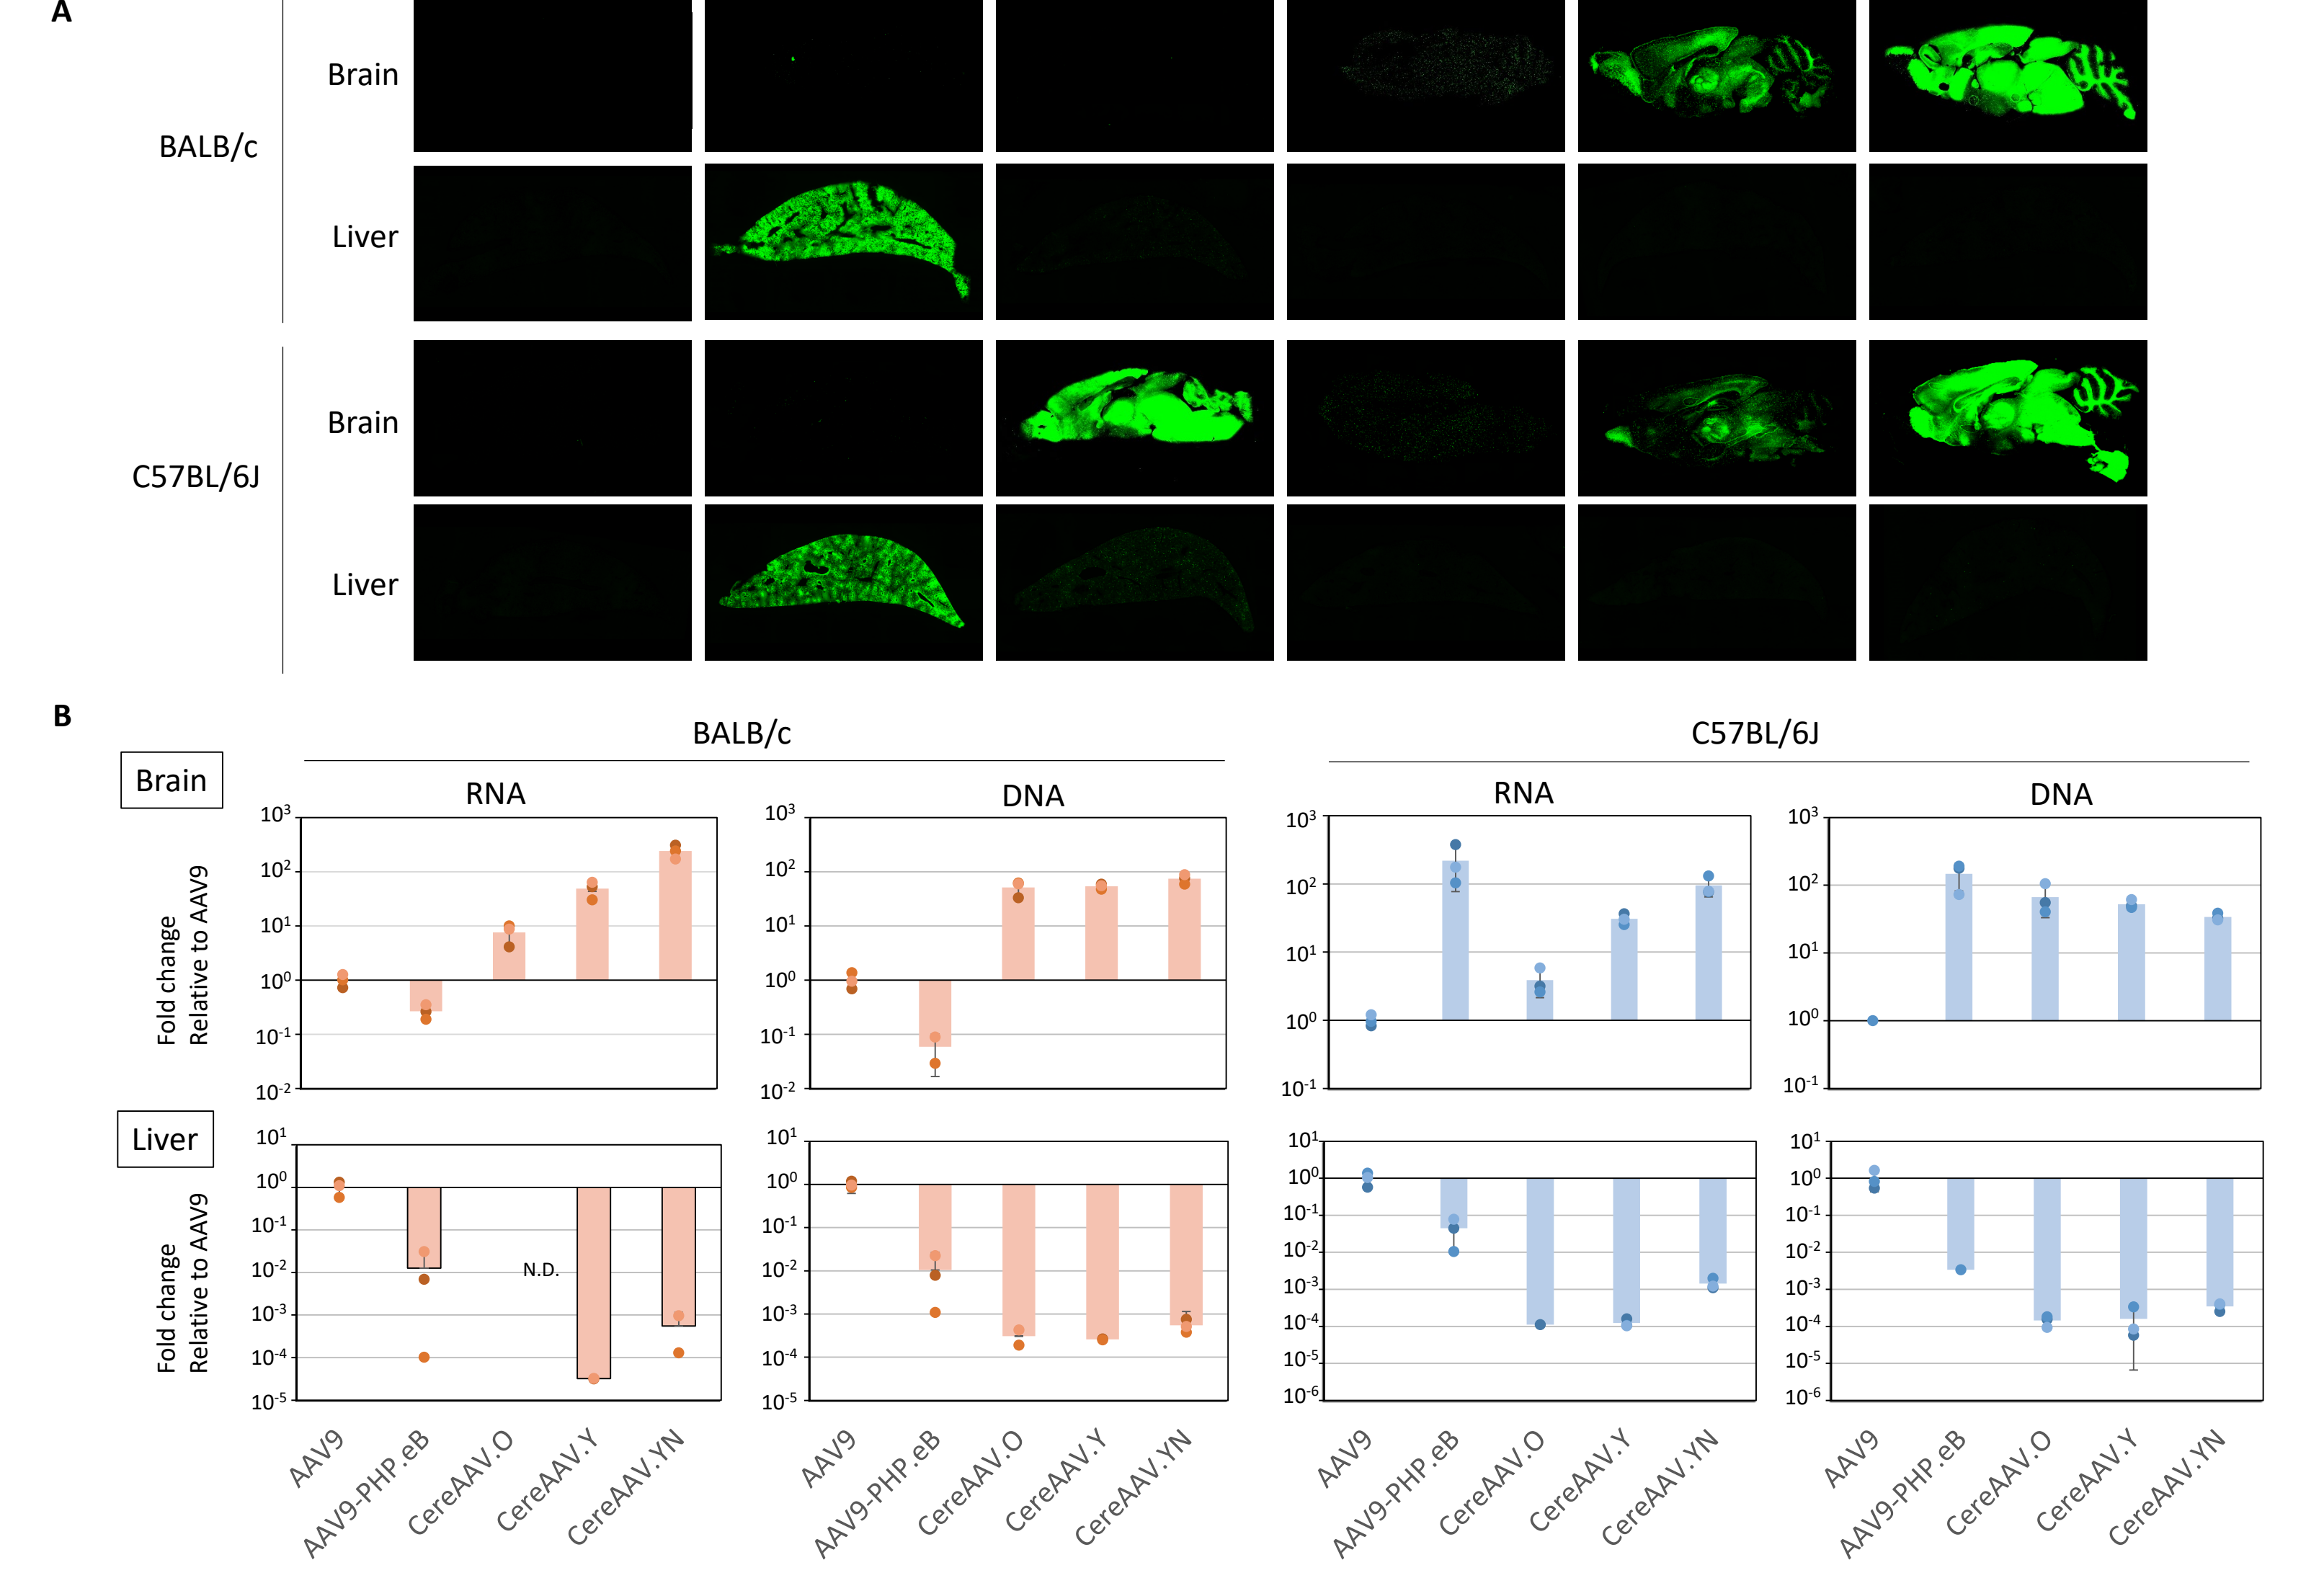 A
BALB/c
Brain
Liver
C57BL/6J
Brain
Liver
B
BALB/c
C57BL/6J
Brain
RNA
DNA
RNA
DNA
Fold change
Relative to AAV9
10³
10²
10¹
10⁰
10⁻¹
10⁻²
10³
10²
10¹
10⁰
10⁻¹
10⁻²
10³
10²
10¹
10⁰
10⁻¹
10³
10²
10¹
10⁰
10⁻¹
Liver
Fold change
Relative to AAV9
10¹
10⁰
10⁻¹
10⁻²
10⁻³
10⁻⁴
10⁻⁵
N.D.
10¹
10⁰
10⁻¹
10⁻²
10⁻³
10⁻⁴
10⁻⁵
10¹
10⁰
10⁻¹
10⁻²
10⁻³
10⁻⁴
10⁻⁵
10⁻⁶
10¹
10⁰
10⁻¹
10⁻²
10⁻³
10⁻⁴
10⁻⁵
10⁻⁶
AAV9
AAV9-PHP.eB
CereAAV.O
CereAAV.Y
CereAAV.YN
AAV9
AAV9-PHP.eB
CereAAV.O
CereAAV.Y
CereAAV.YN
AAV9
AAV9-PHP.eB
CereAAV.O
CereAAV.Y
CereAAV.YN
AAV9
AAV9-PHP.eB
CereAAV.O
CereAAV.Y
CereAAV.YN